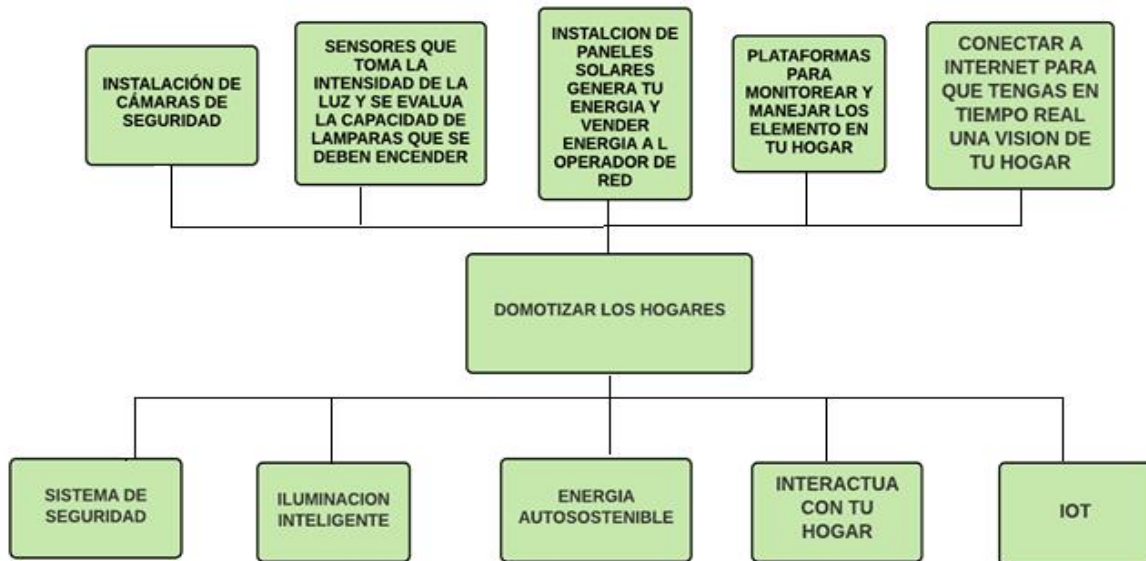 INSTALACIÓN DE
CÁMARAS DE
SEGURIDAD
SENSORES QUE
TOMA LA
INTENSIDAD DE LA
LUZ Y SE EVALUA
LA CAPACIDAD DE
LAMPARAS QUE SE
DEBEN ENCENDER
INSTALCION DE
PANELES
SOLARES
GENERA TU
ENERGIA Y
VENDER
ENERGIA A L
OPERADOR DE
RED
PLATAFORMAS
PARA
MONITOREAR Y
MANEJAR LOS
ELEMENTO EN
TU HOGAR
CONECTAR A
INTERNET PARA
QUE TENGAS EN
TIEMPO REAL
UNA VISION DE
TU HOGAR
DOMOTIZAR LOS HOGARES
SISTEMA DE
SEGURIDAD
ILUMINACION
INTELIGENTE
ENERGIA
AUTOSOSTENIBLE
INTERACTUA
CON TU
HOGAR
IOT